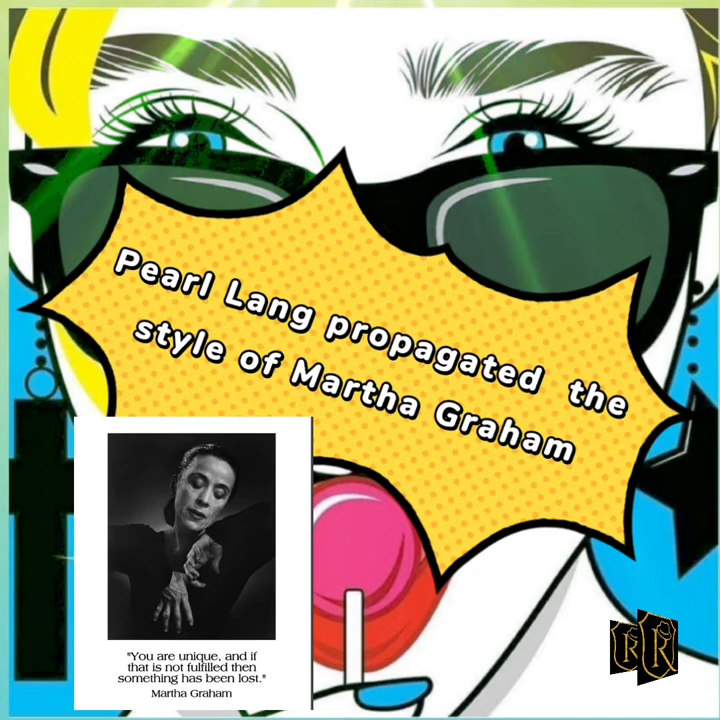 Pearl Lang propagated the
style of Martha Graham
"You are unique, and if
that is not fulfilled then
something has been lost."
Martha Graham
R R